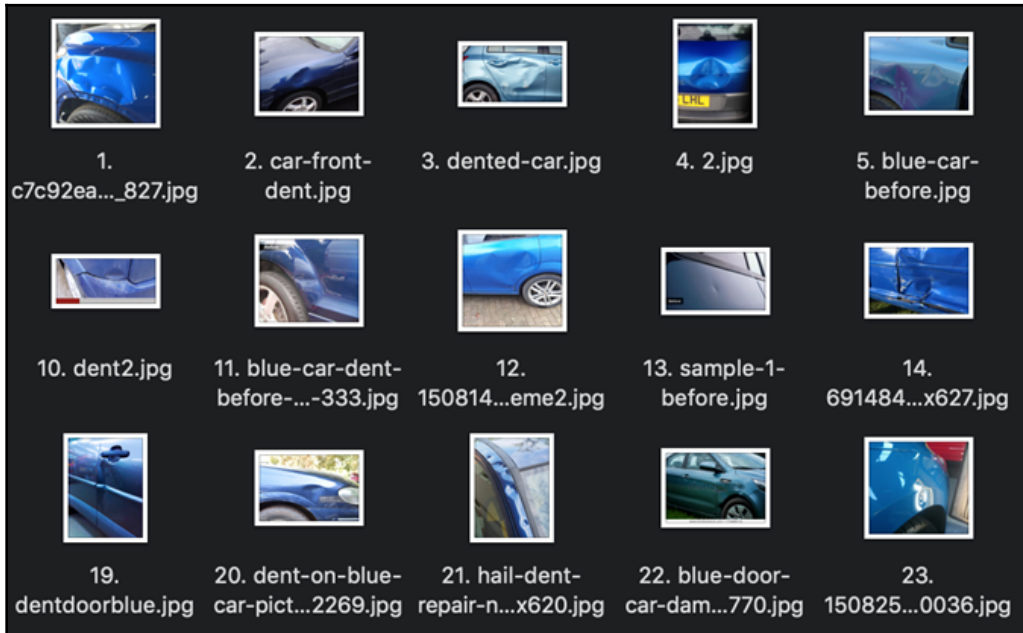 LHL
1.
c7c92ea..._827.jpg
2. car-front-
dent.jpg
3. dented-car.jpg
4. 2.jpg
5. blue-car-
before.jpg
Before
10. dent2.jpg
11. blue-car-dent-
before-...-333.jpg
12.
150814...eme2.jpg
13. sample-1-
before.jpg
14.
691484...x627.jpg
19.
dentdoorblue.jpg
20. dent-on-blue-
car-pict...2269.jpg
21. hail-dent-
repair-n...x620.jpg
22. blue-door-
car-dam...770.jpg
23.
150825...0036.jpg